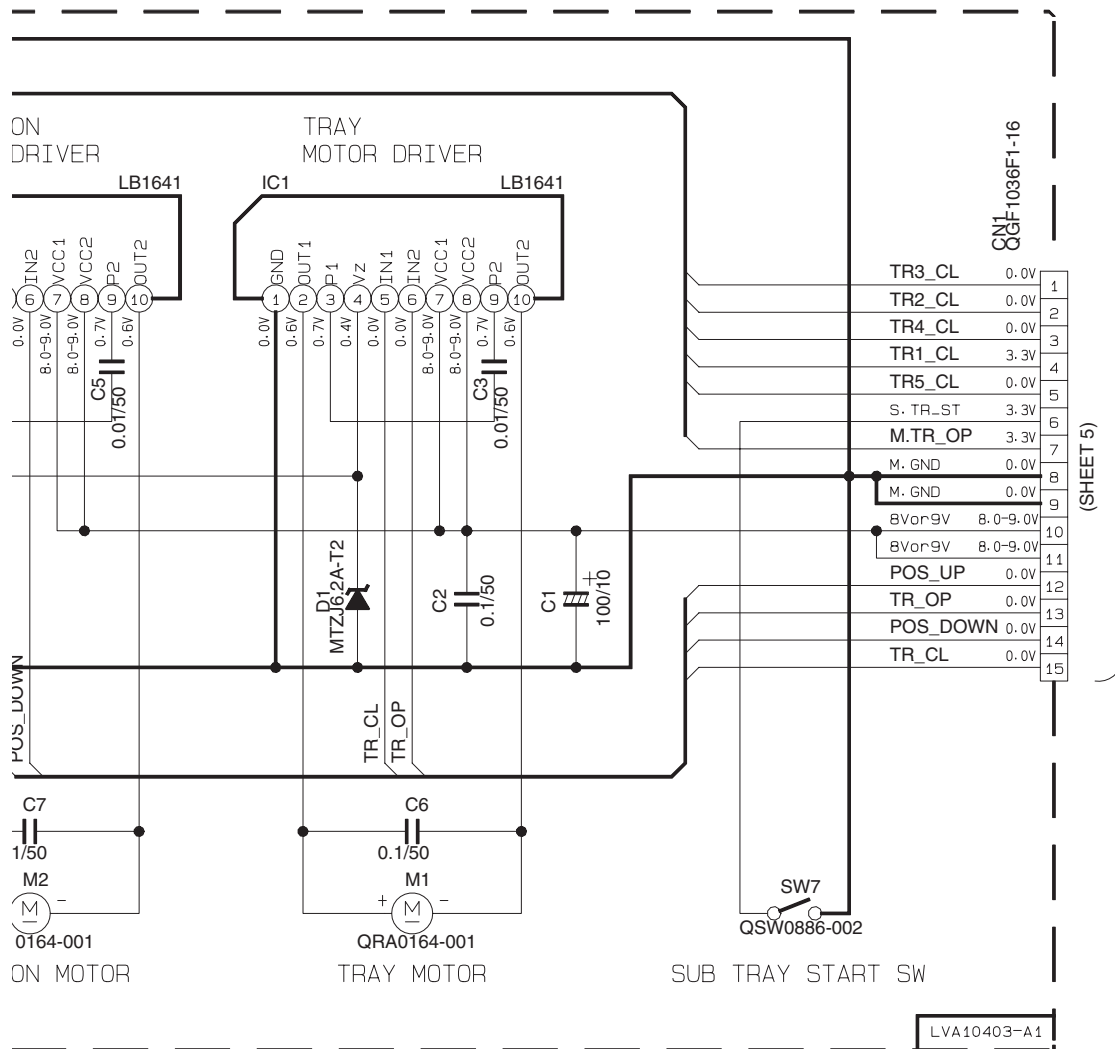 ON
DRIVER
LB1641
IN2
VCC1
VCC2
P2
OUT2
6
7
8
9
10
0.0V
8.0-9.0V
8.0-9.0V
0.7V
0.6V
C5
0.01/50
TRAY
MOTOR DRIVER
IC1
LB1641
GND
OUT1
P1
VZ
IN1
IN2
VCC1
VCC2
P2
OUT2
1
2
3
4
5
6
7
8
9
10
0.0V
0.6V
0.7V
0.4V
0.0V
0.0V
8.0-9.0V
8.0-9.0V
0.7V
0.6V
C3
0.01/50
D1
MTZJ6.2A-T2
C2
0.1/50
C1
+
100/10
POS_DOWN
TR_CL
TR_OP
C7
1/50
M2
M
-
0164-001
ON MOTOR
C6
0.1/50
M1
+
M
-
QRA0164-001
TRAY MOTOR
SW7
QSW0886-002
SUB TRAY START SW
CN1
QGF1036F1-16
TR3_CL 0.0V 1
TR2_CL 0.0V 2
TR4_CL 0.0V 3
TR1_CL 3.3V 4
TR5_CL 0.0V 5
S.TR_ST 3.3V 6
M.TR_OP 3.3V 7
M.GND 0.0V 8
M.GND 0.0V 9
8Vor9V 8.0-9.0V 10
8Vor9V 8.0-9.0V 11
POS_UP 0.0V 12
TR_OP 0.0V 13
POS_DOWN 0.0V 14
TR_CL 0.0V 15
(SHEET 5)
LVA10403-A1